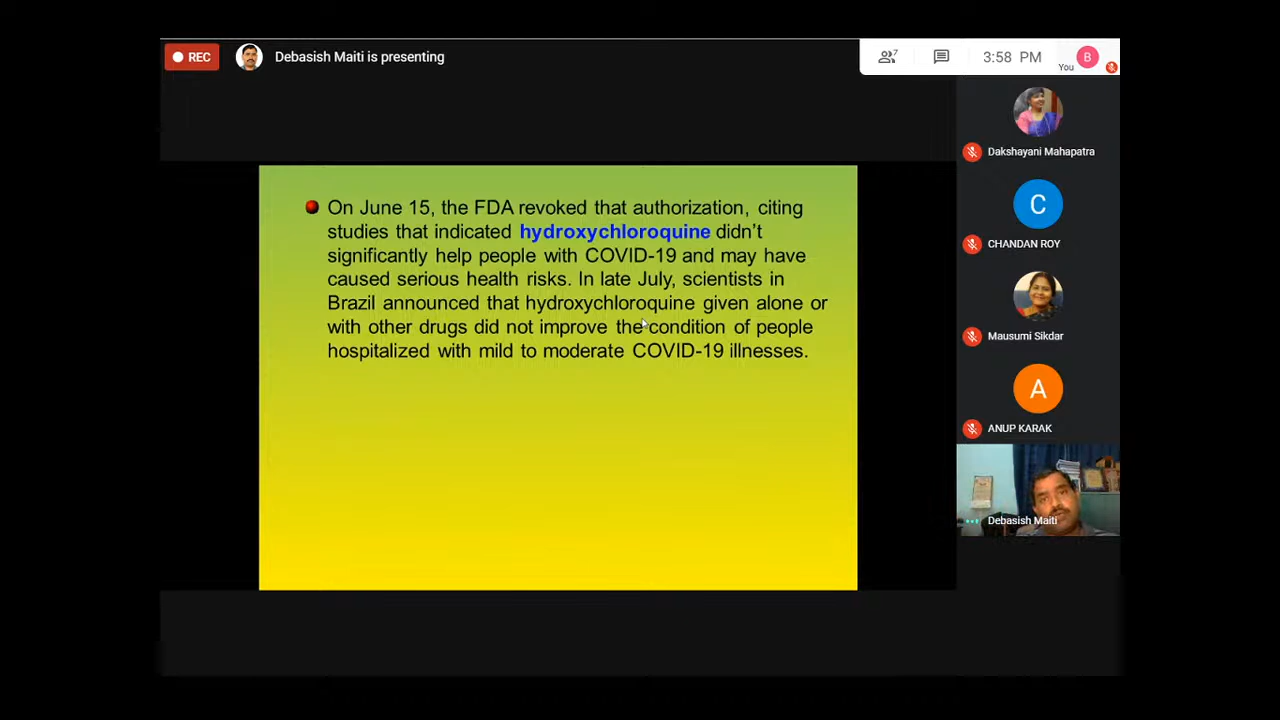 REC
Debasish Maiti is presenting
7
3:58 PM
You
B
Dakshayani Mahapatra
On June 15, the FDA revoked that authorization, citing
studies that indicated hydroxychloroquine didn’t
significantly help people with COVID-19 and may have
caused serious health risks. In late July, scientists in
Brazil announced that hydroxychloroquine given alone or
with other drugs did not improve the condition of people
hospitalized with mild to moderate COVID-19 illnesses.
C
CHANDAN ROY
Mausumi Sikdar
A
ANUP KARAK
Debasish Maiti